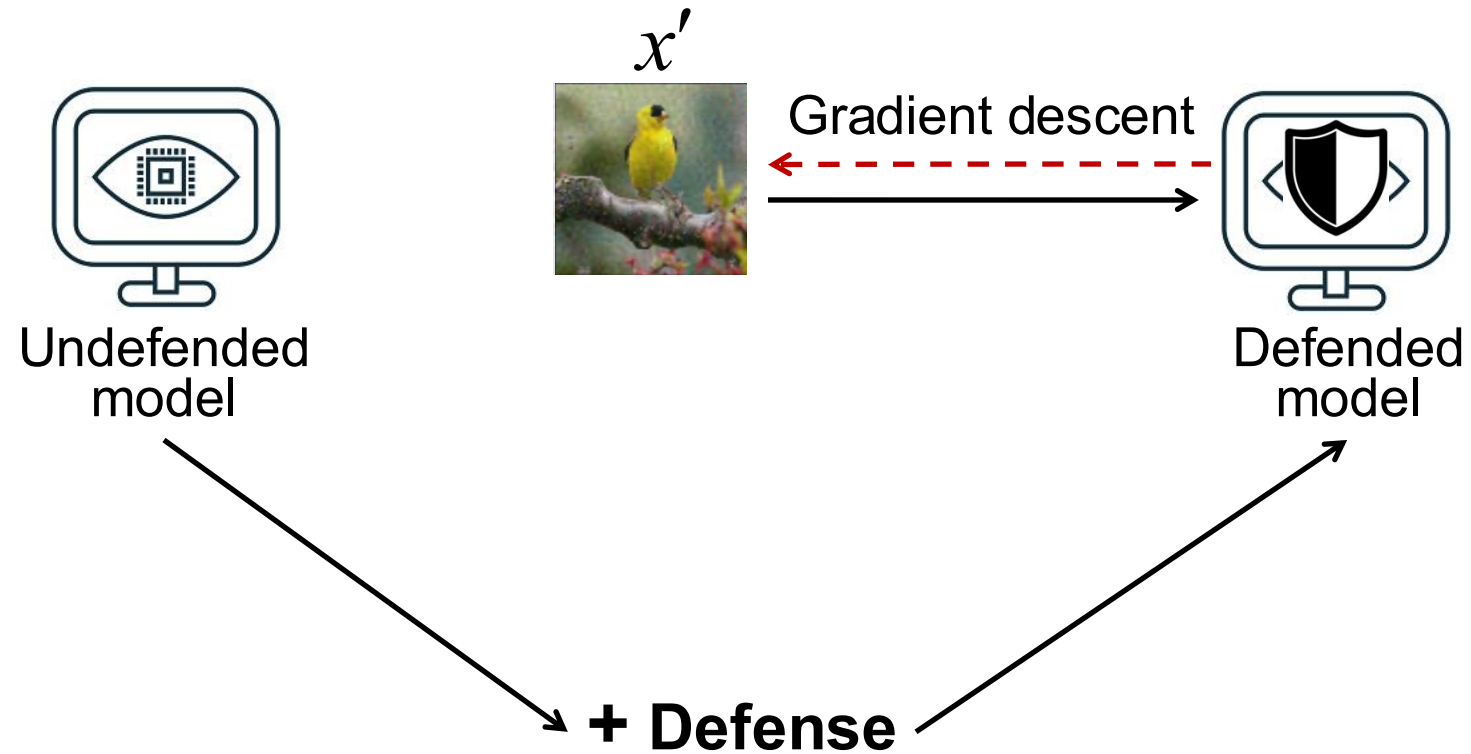 x′
Gradient descent
Undefended
model
Defended
model
+ Defense